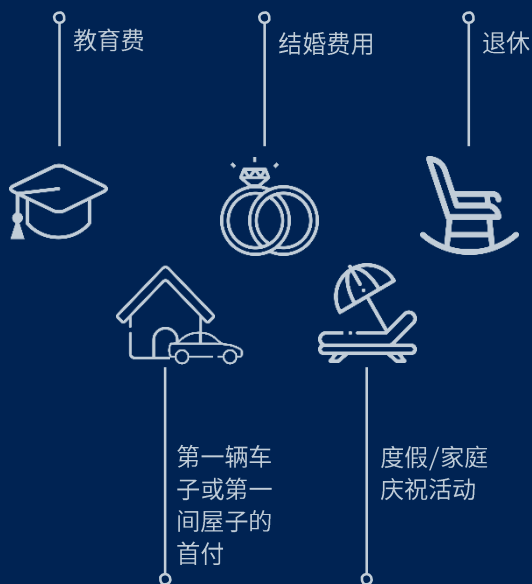 教育费
结婚费用
退休
第一辆车
子或第一
间屋子的
首付
度假/家庭
庆祝活动